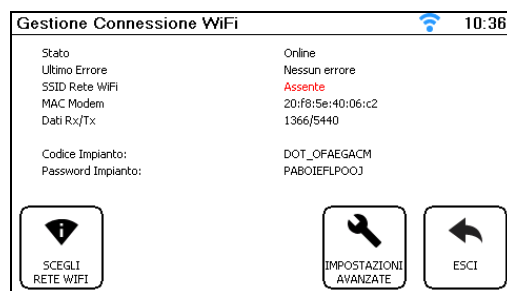 Gestione Connessione WiFi 10:36
Stato Online
Ultimo Errore Nessun errore
SSID Rete WiFi Assente
MAC Modem 20:f8:5e:40:06:c2
Dati Rx/Tx 1366/5440
Codice Impianto: DOT_OFAEGACM
Password Impianto: PABOIEFLPOOJ
SCEGLI
RETE WIFI
IMPOSTAZIONI
AVANZATE
ESCI